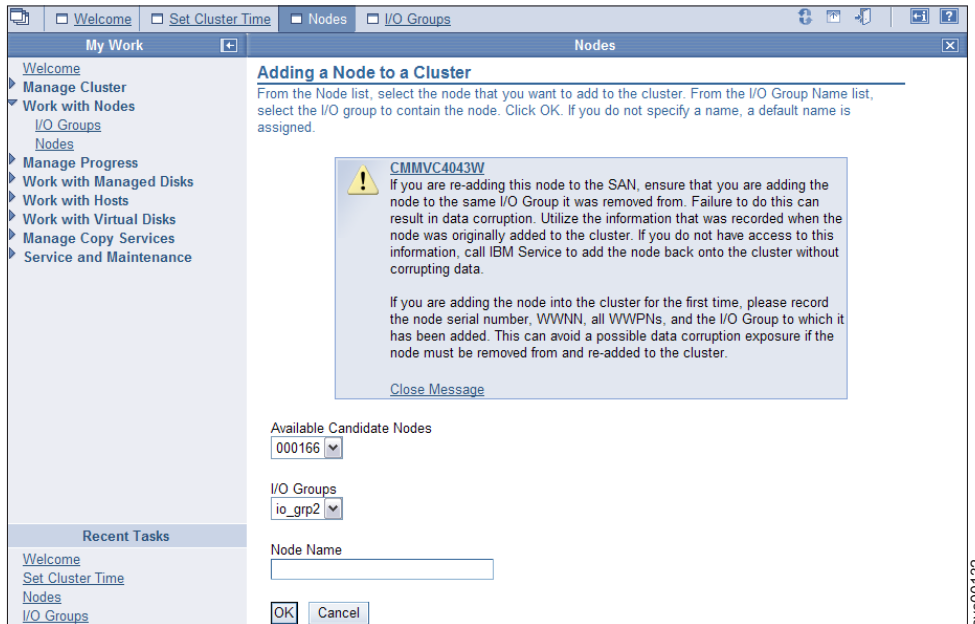 Welcome
Set Cluster Time
Nodes
I/O Groups
My Work
Nodes
Welcome
Manage Cluster
Work with Nodes
I/O Groups
Nodes
Manage Progress
Work with Managed Disks
Work with Hosts
Work with Virtual Disks
Manage Copy Services
Service and Maintenance
Recent Tasks
Welcome
Set Cluster Time
Nodes
I/O Groups
Adding a Node to a Cluster
From the Node list, select the node that you want to add to the cluster. From the I/O Group Name list,
select the I/O group to contain the node. Click OK. If you do not specify a name, a default name is
assigned.
CMMVC4043W
If you are re-adding this node to the SAN, ensure that you are adding the
node to the same I/O Group it was removed from. Failure to do this can
result in data corruption. Utilize the information that was recorded when the
node was originally added to the cluster. If you do not have access to this
information, call IBM Service to add the node back onto the cluster without
corrupting data.
If you are adding the node into the cluster for the first time, please record
the node serial number, WWNN, all WWPNs, and the I/O Group to which it
has been added. This can avoid a possible data corruption exposure if the
node must be removed from and re-added to the cluster.
Close Message
Available Candidate Nodes
000166
I/O Groups
io_grp2
Node Name
OK
Cancel